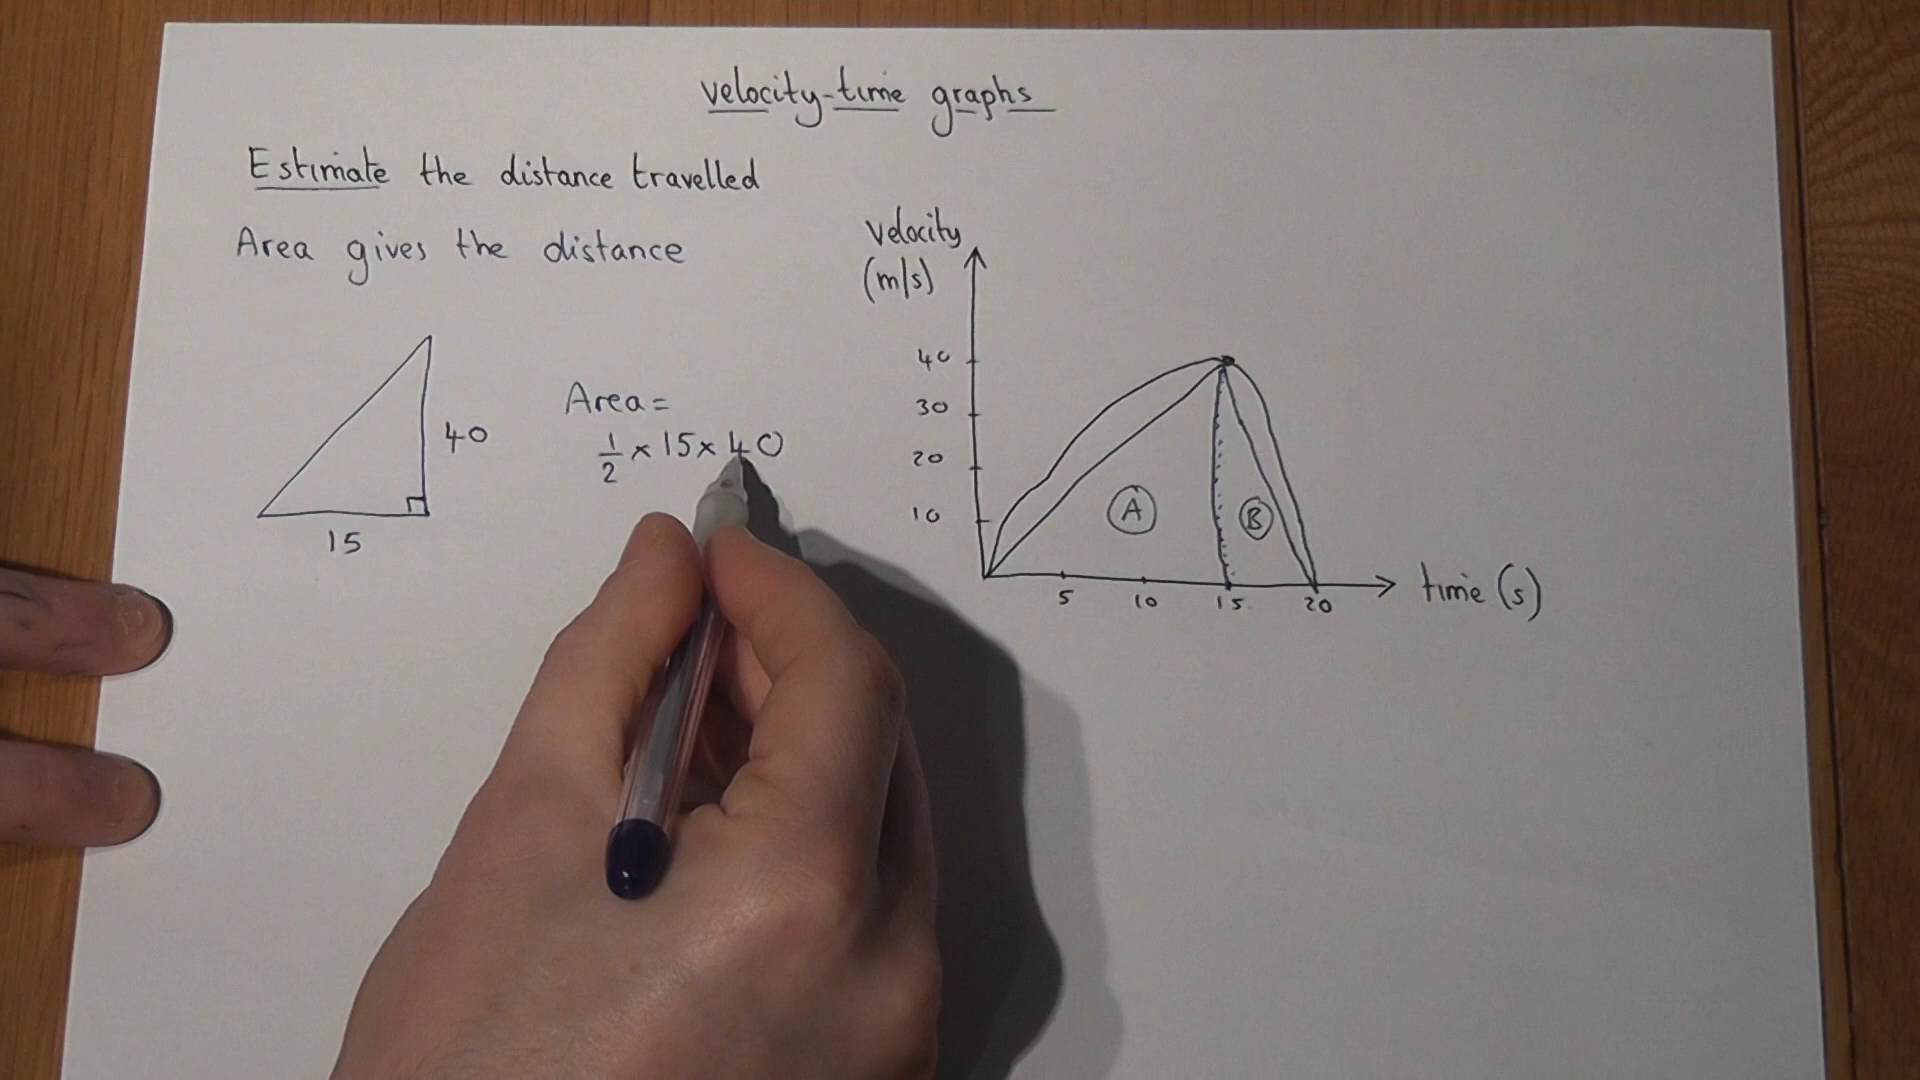 velocity-time graphs
Estimate the distance travelled
Area gives the distance
40
15
Area =
1/2 × 15 × 40
velocity
(m/s)
40
30
20
10
A
B
5 10 15 20
time (s)